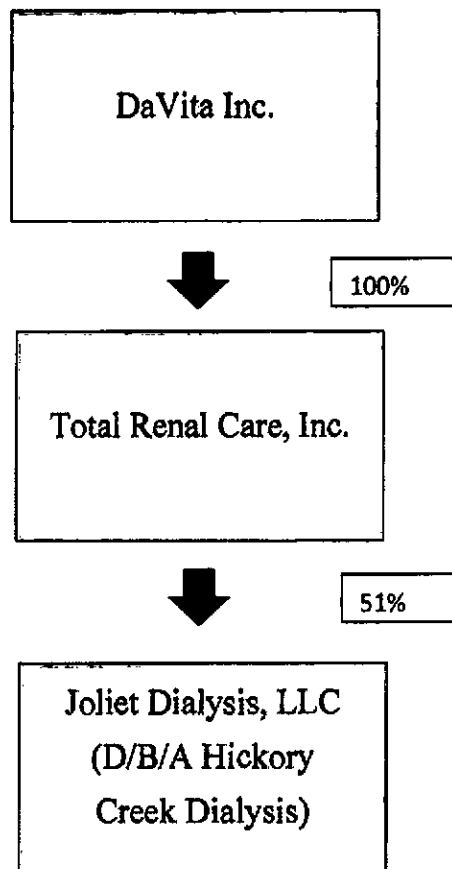 DaVita Inc.
100%
Total Renal Care, Inc.
51%
Joliet Dialysis, LLC
(D/B/A Hickory
Creek Dialysis)